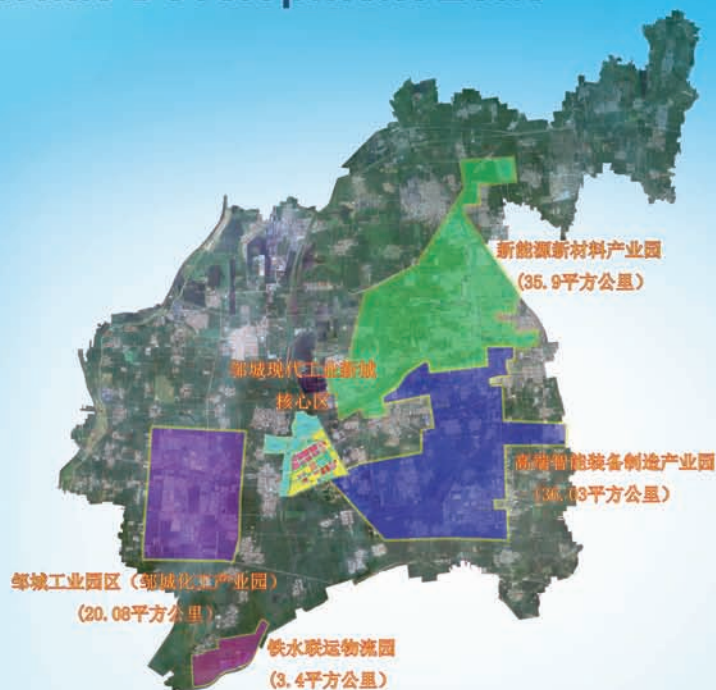 新能源新材料产业园
(35.9平方公里)
邹城现代工业新城
核心区
高端智能装备制造产业园
(36.03平方公里)
邹城工业园区（邹城化工产业园）
(20.08平方公里)
铁水联运物流园
(3.4平方公里)